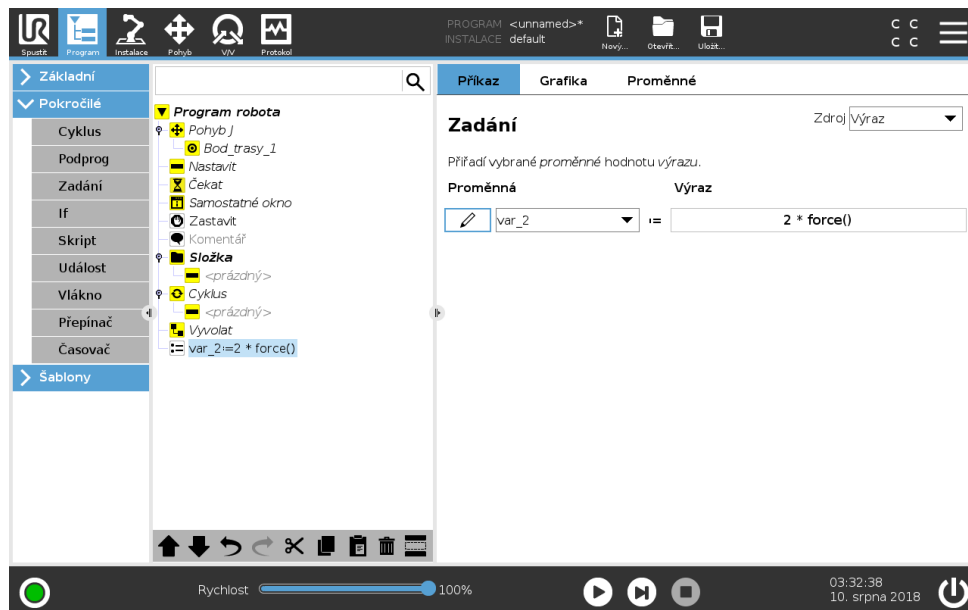 UR
Spustit
Program
Instalace
Pohyb
V/V
Protokol
PROGRAM <unnamed>*
INSTALACE default
Nový...
Otevřít...
Uložit...
C C
C C
Základní
Pokročilé
Cyklus
Podprog
Zadání
If
Skript
Událost
Vlákno
Přepínač
Časovač
Šablony
Program robota
Pohyb J
Bod_trasy_1
Nastavit
Čekat
Samostatné okno
Zastavit
Komentář
Složka
<prázdný>
Cyklus
<prázdný>
Vyvolat
var_2:=2 * force()
Příkaz
Grafika
Proměnné
Zadání
Zdroj Výraz
Přiřadí vybrané proměnné hodnotu výrazu.
Proměnná Výraz
var_2 := 2 * force()
Rychlost 100%
03:32:38
10. srpna 2018